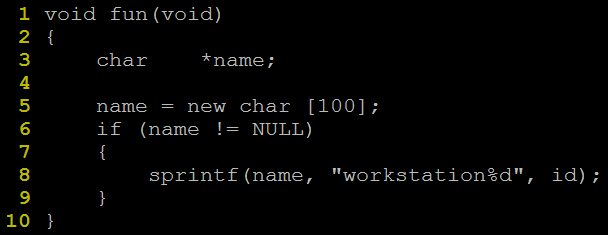 1 void fun(void)
2 {
3     char    *name;
4
5     name = new char [100];
6     if (name != NULL)
7     {
8         sprintf(name, "workstation%d", id);
9     }
10 }